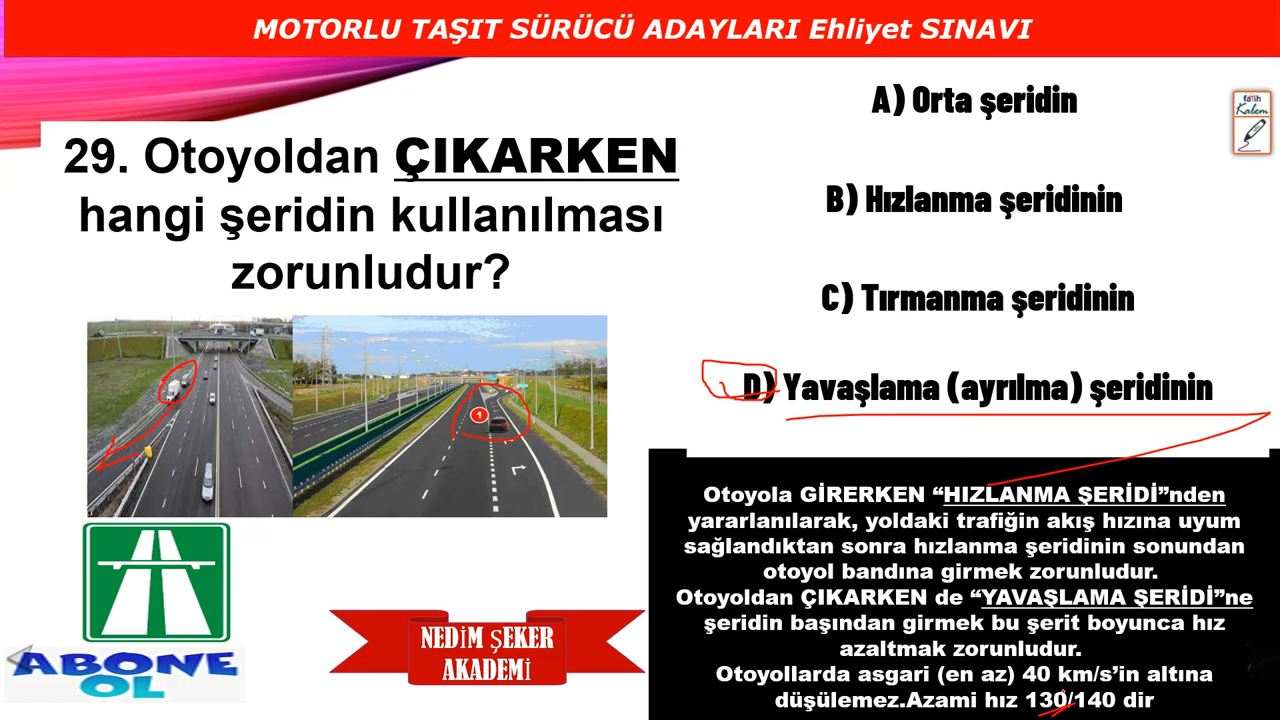 MOTORLU TAŞIT SÜRÜCÜ ADAYLARI Ehliyet SINAVI
29. Otoyoldan ÇIKARKEN
hangi şeridin kullanılması
zorunludur?
A) Orta şeridin
B) Hızlanma şeridinin
C) Tırmanma şeridinin
D) Yavaşlama (ayrılma) şeridinin
fatih
Kalem
1
Otoyola GİRERKEN “HIZLANMA ŞERİDİ”nden
yararlanılarak, yoldaki trafiğin akış hızına uyum
sağlandıktan sonra hızlanma şeridinin sonundan
otoyol bandına girmek zorunludur.
Otoyoldan ÇIKARKEN de “YAVAŞLAMA ŞERİDİ”ne
şeridin başından girmek bu şerit boyunca hız
azaltmak zorunludur.
Otoyollarda asgari (en az) 40 km/s’in altına
düşülemez.Azami hız 130/140 dir
NEDİM ŞEKER
AKADEMİ
ABONE
OL